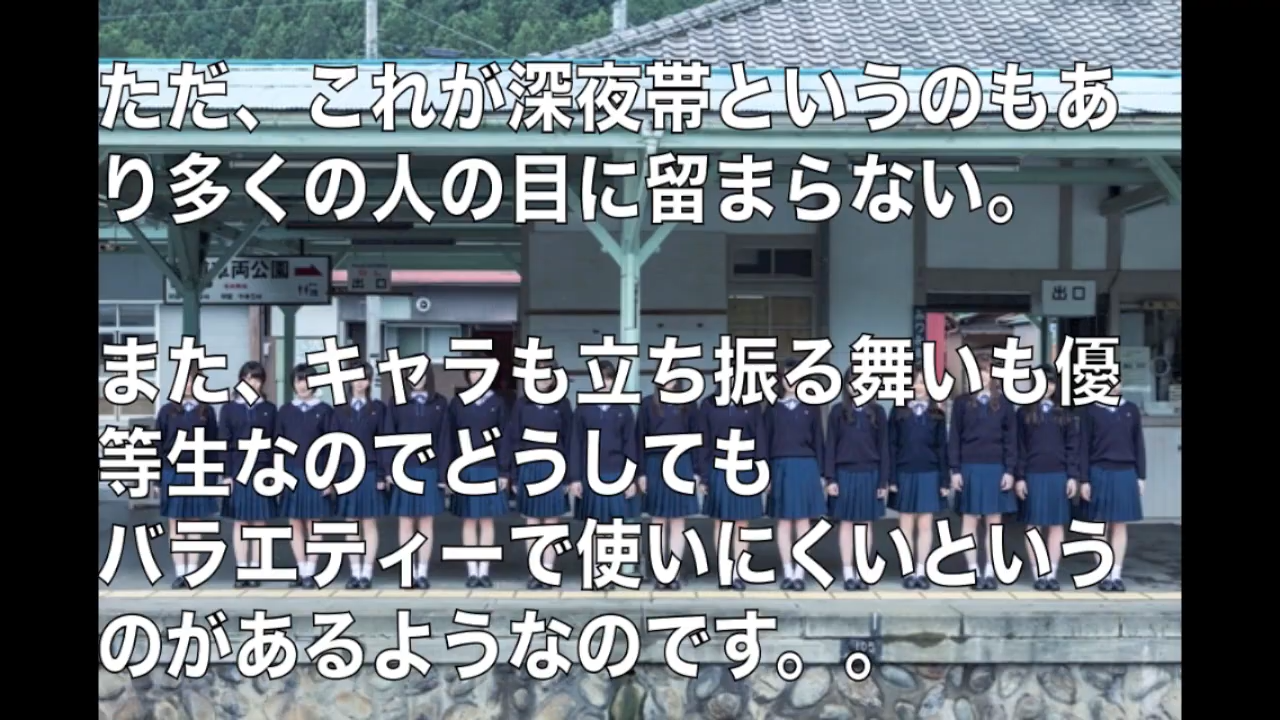 ただ、これが深夜帯というのもあ
り多くの人の目に留まらない。
車両公園
出口
出口
また、キャラも立ち振る舞いも優
等生なのでどうしても
バラエティーで使いにくいという
のがあるようなのです。。